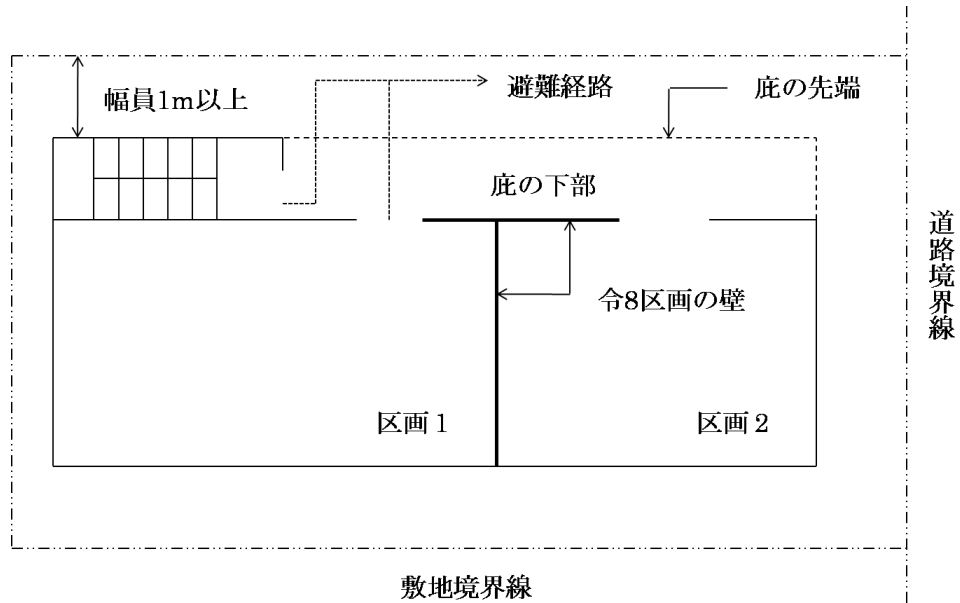 幅員1m以上
避難経路
庇の先端
庇の下部
令8区画の壁
道路境界線
区画1
区画2
敷地境界線